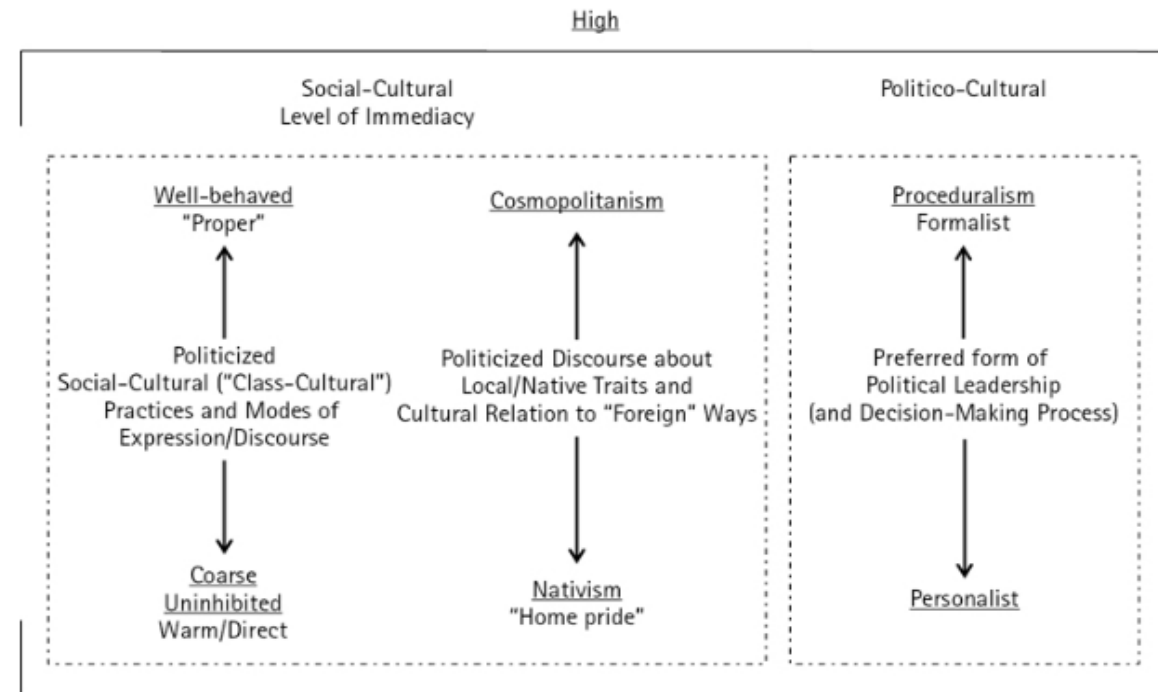 High
Social-Cultural
Level of Immediacy
Politico-Cultural
Well-behaved
"Proper"
Politicized
Social-Cultural ("Class-Cultural")
Practices and Modes of
Expression/Discourse
Coarse
Uninhibited
Warm/Direct
Cosmopolitanism
Politicized Discourse about
Local/Native Traits and
Cultural Relation to "Foreign" Ways
Nativism
"Home pride"
Proceduralism
Formalist
Preferred form of
Political Leadership
(and Decision-Making Process)
Personalist